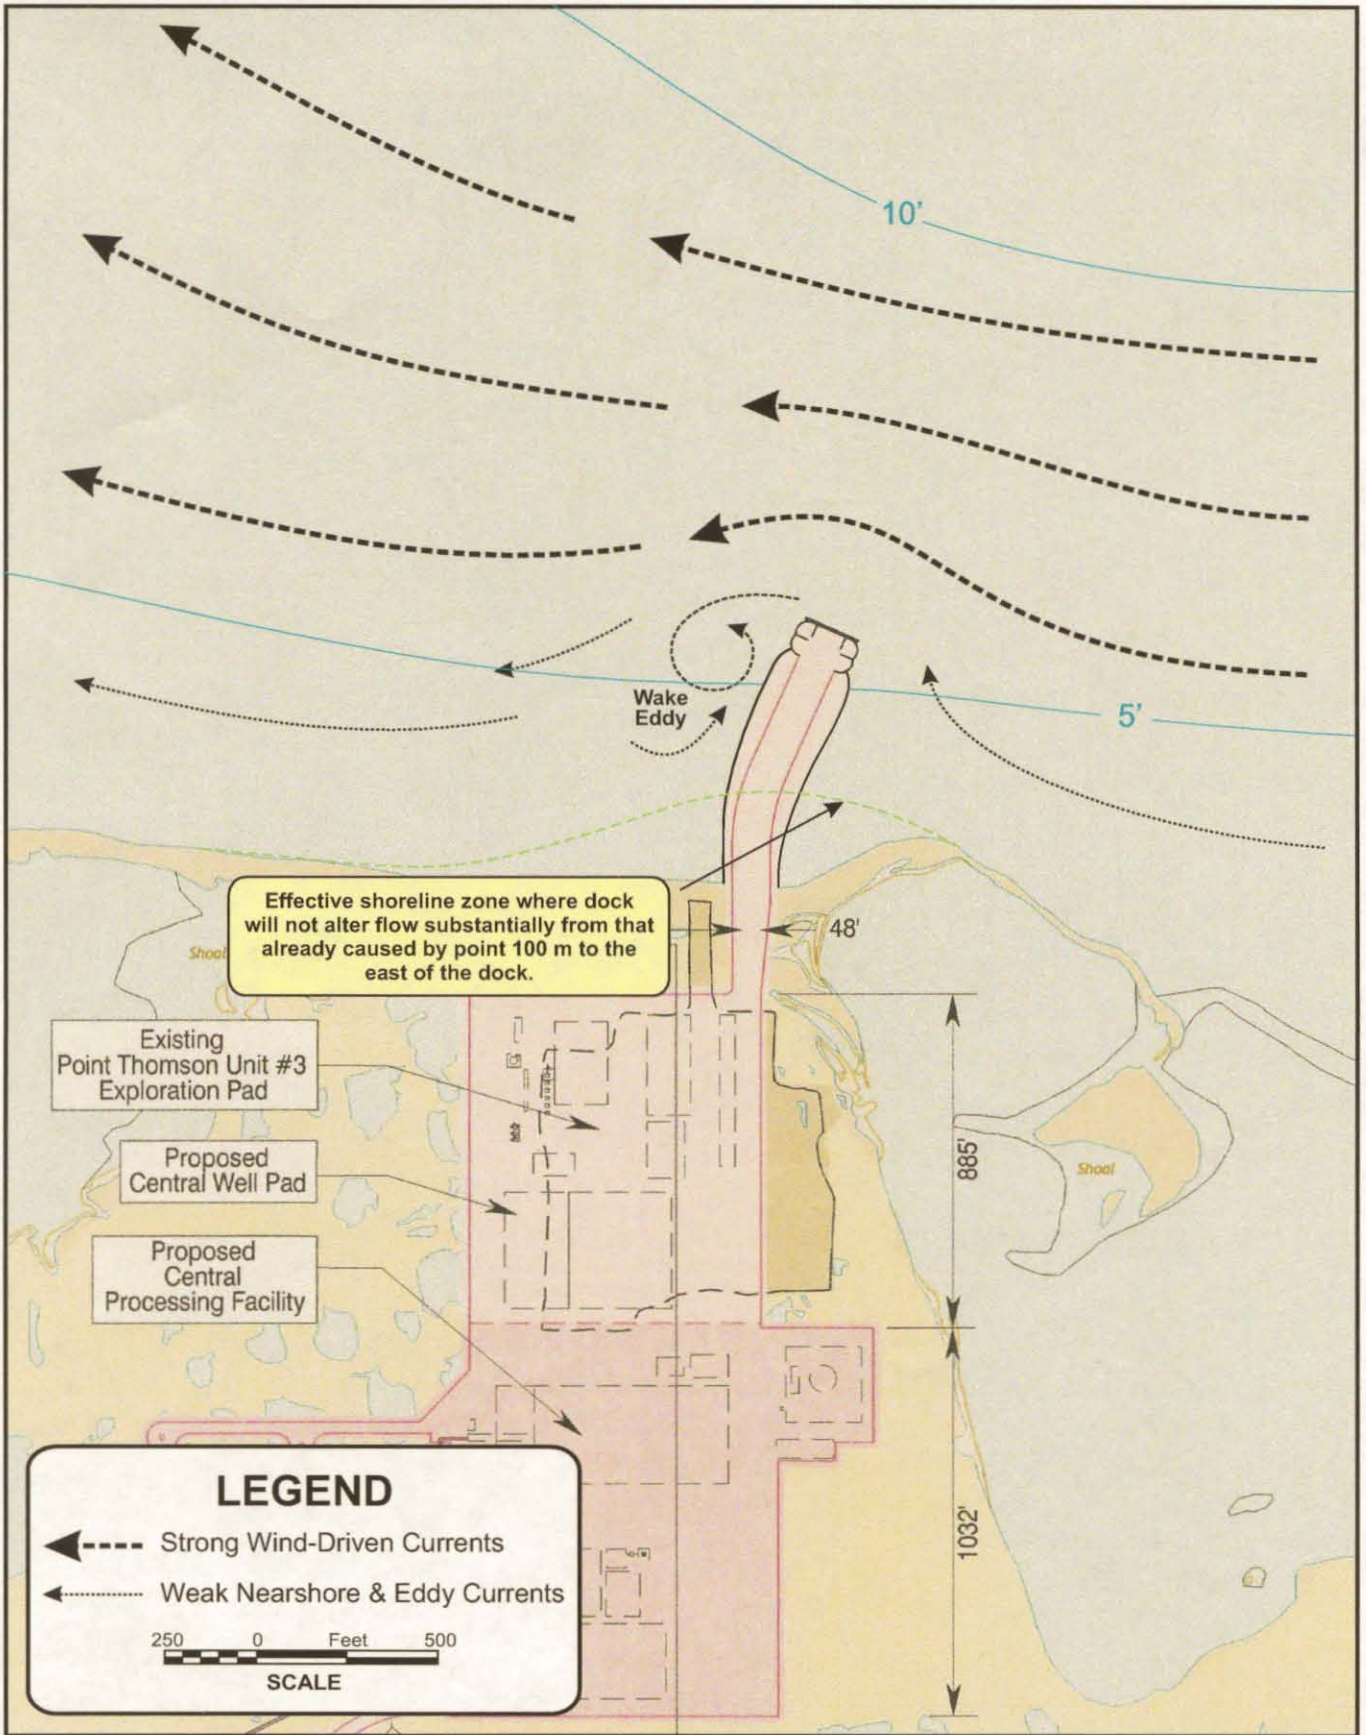 10'
Wake
Eddy
5'
Effective shoreline zone where dock
will not alter flow substantially from that
already caused by point 100 m to the
east of the dock.
48'
Shoal
Existing
Point Thomson Unit #3
Exploration Pad
885'
Shoal
Proposed
Central Well Pad
Proposed
Central
Processing Facility
1032'
LEGEND
Strong Wind-Driven Currents
Weak Nearshore & Eddy Currents
250 0 Feet 500
SCALE